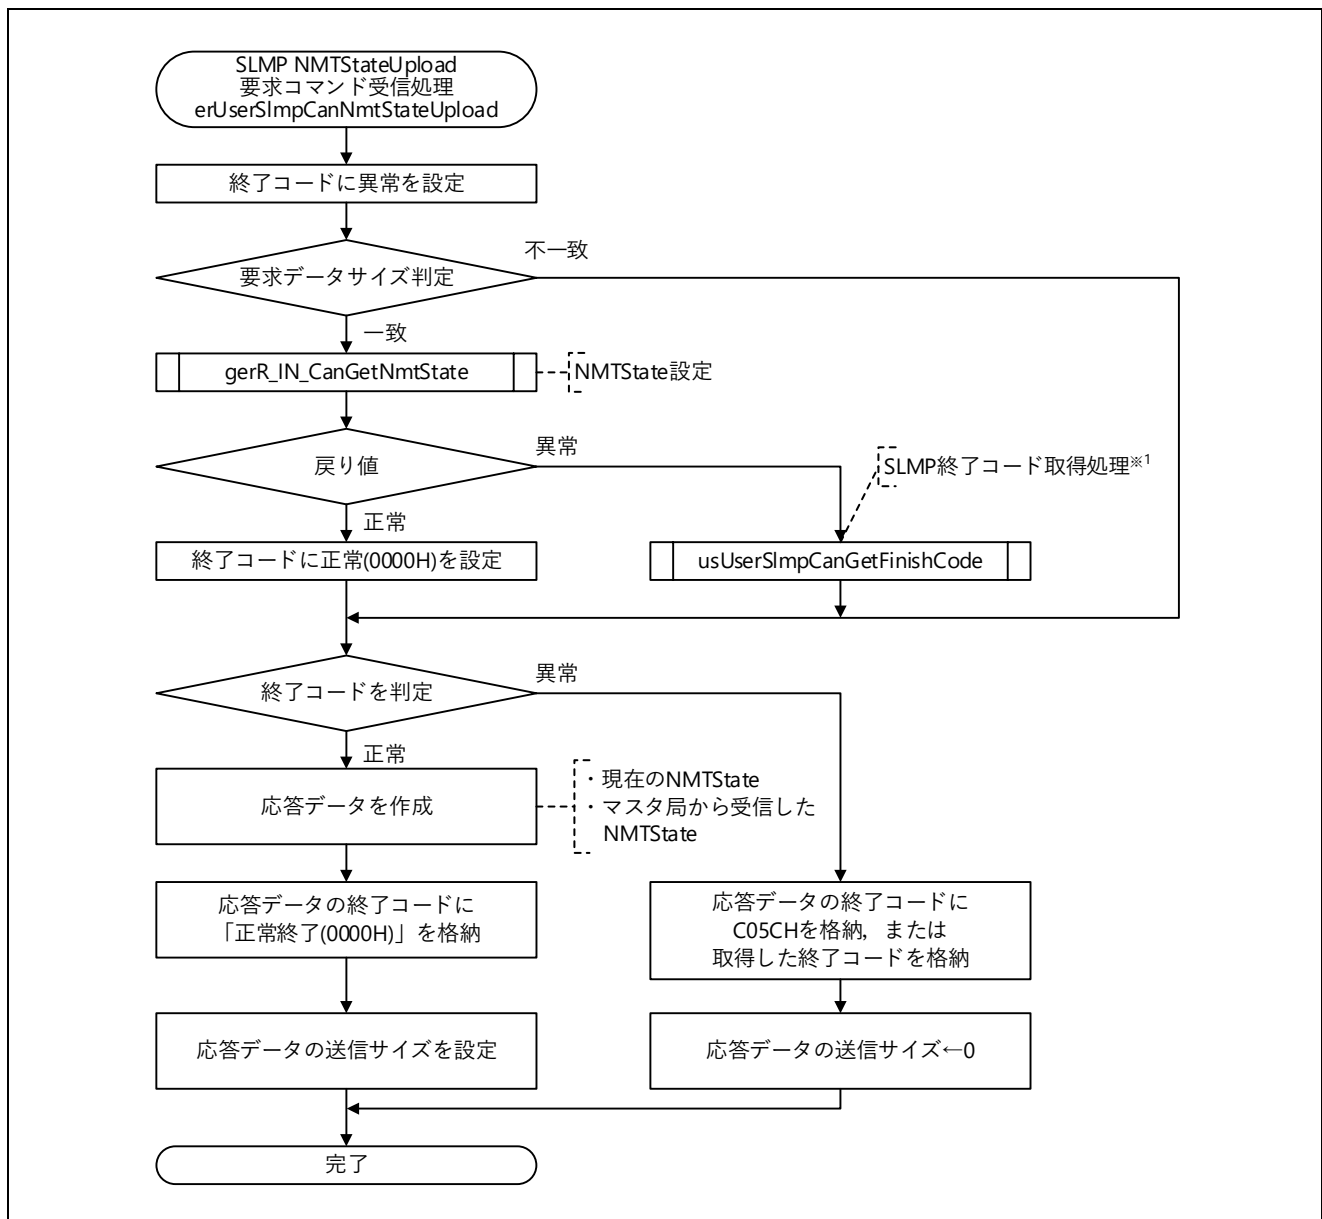 SLMP NMTStateUpload
要求コマンド受信処理
erUserSlmpCanNmtStateUpload
終了コードに異常を設定
不一致
要求データサイズ判定
一致
gerR_IN_CanGetNmtState
NMTState設定
異常
戻り値
SLMP終了コード取得処理※1
正常
終了コードに正常(0000H)を設定
usUserSlmpCanGetFinishCode
異常
終了コードを判定
正常
応答データを作成
・現在のNMTState
・マスタ局から受信した
NMTState
応答データの終了コードに
「正常終了(0000H)」を格納
応答データの終了コードに
C05CHを格納，または
取得した終了コードを格納
応答データの送信サイズを設定
応答データの送信サイズ←0
完了